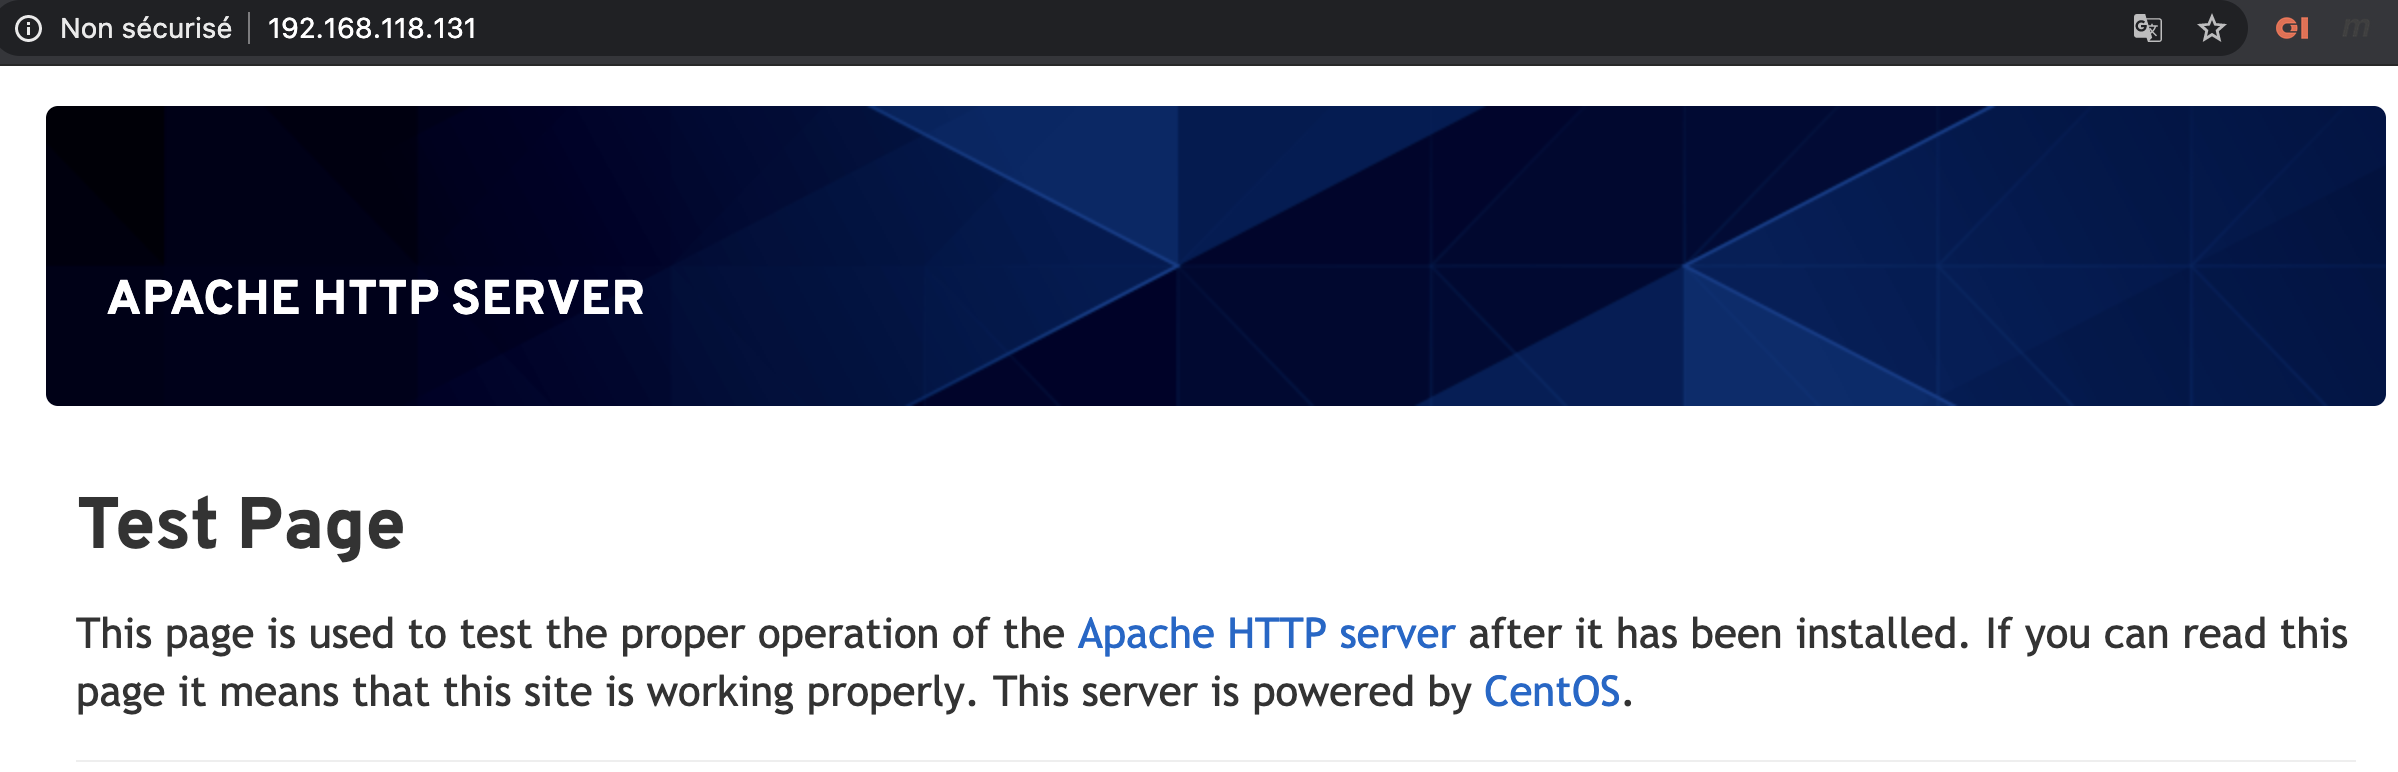 Non sécurisé | 192.168.118.131
APACHE HTTP SERVER
Test Page
This page is used to test the proper operation of the Apache HTTP server after it has been installed. If you can read this
page it means that this site is working properly. This server is powered by CentOS.